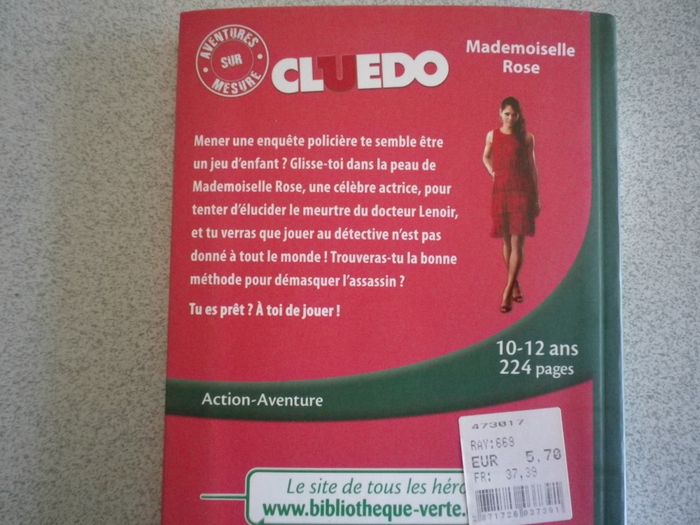 AVENTURES
SUR
MESURE
CLUEDO
Mademoiselle
Rose
Mener une enquête policière te semble être
un jeu d'enfant ? Glisse-toi dans la peau de
Mademoiselle Rose, une célèbre actrice, pour
tenter d'élucider le meurtre du docteur Lenoir,
et tu verras que jouer au détective n'est pas
donné à tout le monde ! Trouveras-tu la bonne
méthode pour démasquer l'assassin ?
Tu es prêt ? À toi de jouer !
10-12 ans
224 pages
Action-Aventure
473017
RAY:669
EUR 5,70
FR: 37,39
Le site de tous les héro
www.bibliotheque-verte.